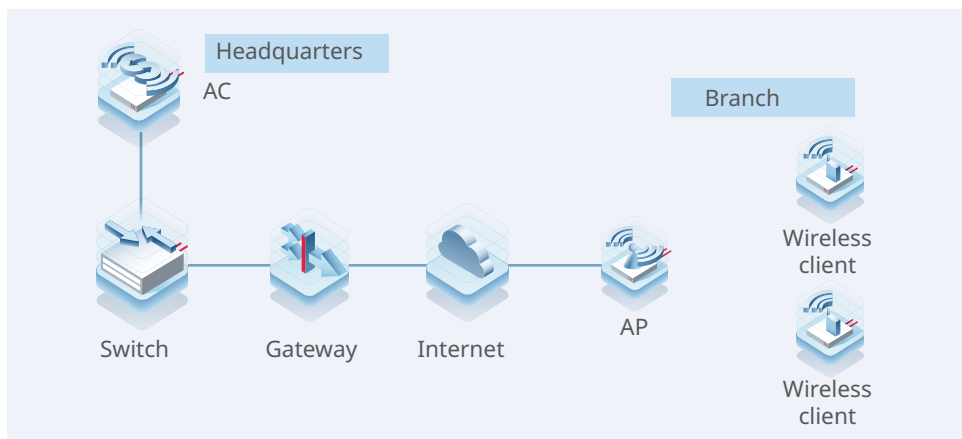 Headquarters
AC
Branch
Wireless
client
Switch
Gateway
Internet
AP
Wireless
client